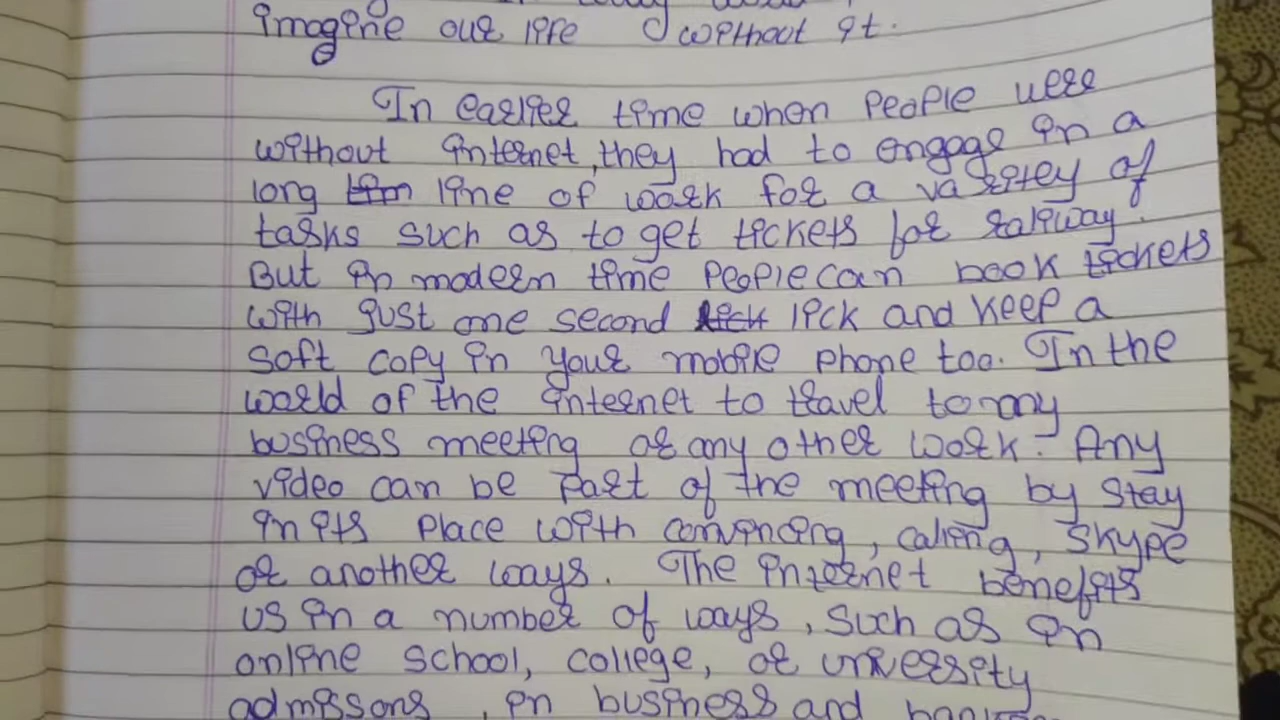 imagine our life without it.
In earlier time when people were
without internet, they had to engage in a
long line of work for a varsitey of
tasks such as to get tickets for railway.
But in modern time people can book tickets
with just one second lick and keep a
soft copy in your mobile phone too. In the
world of the internet to travel to any
business meeting or any other work. Any
video can be part of the meeting by stay
in its place with convincing, calling, skype
or another ways. The internet benefits
us in a number of ways, such as in
online school, college, or university
admissons, in business and